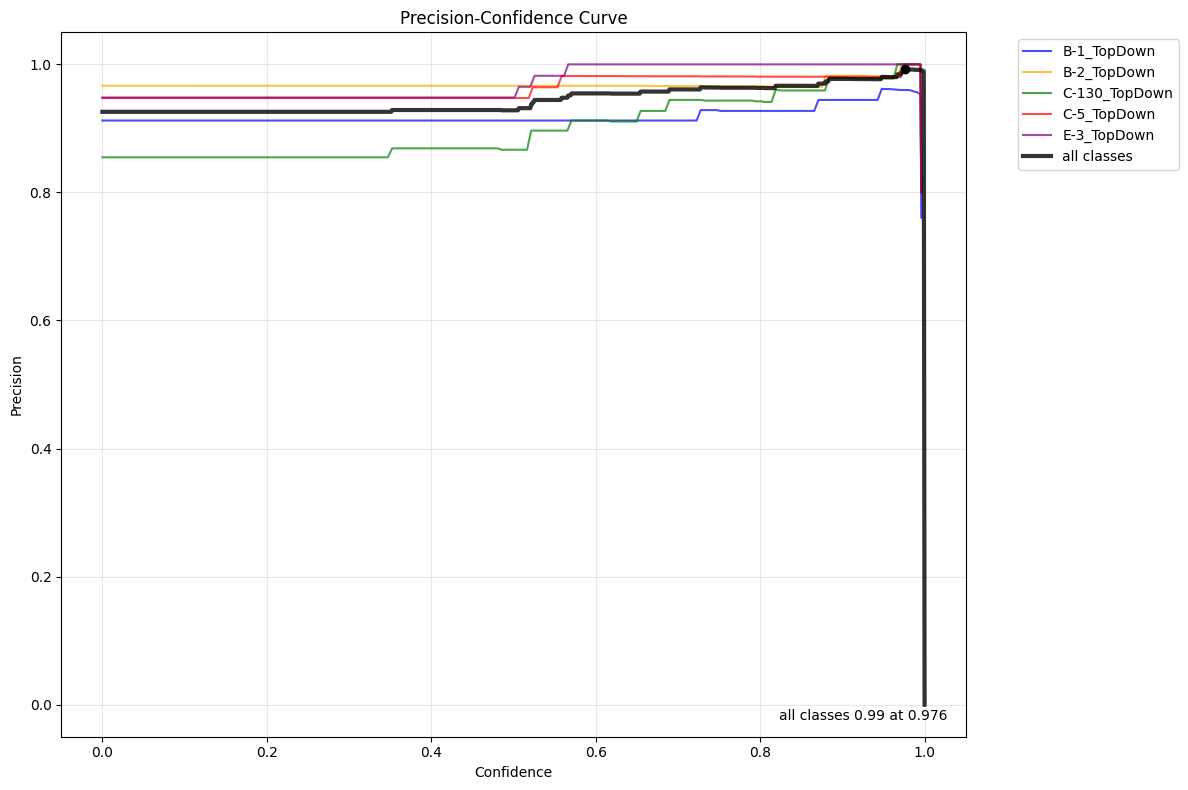 Precision-Confidence Curve
B-1_TopDown
B-2_TopDown
C-130_TopDown
C-5_TopDown
E-3_TopDown
all classes
Precision
1.0
0.8
0.6
0.4
0.2
0.0
all classes 0.99 at 0.976
0.0 0.2 0.4 0.6 0.8 1.0
Confidence